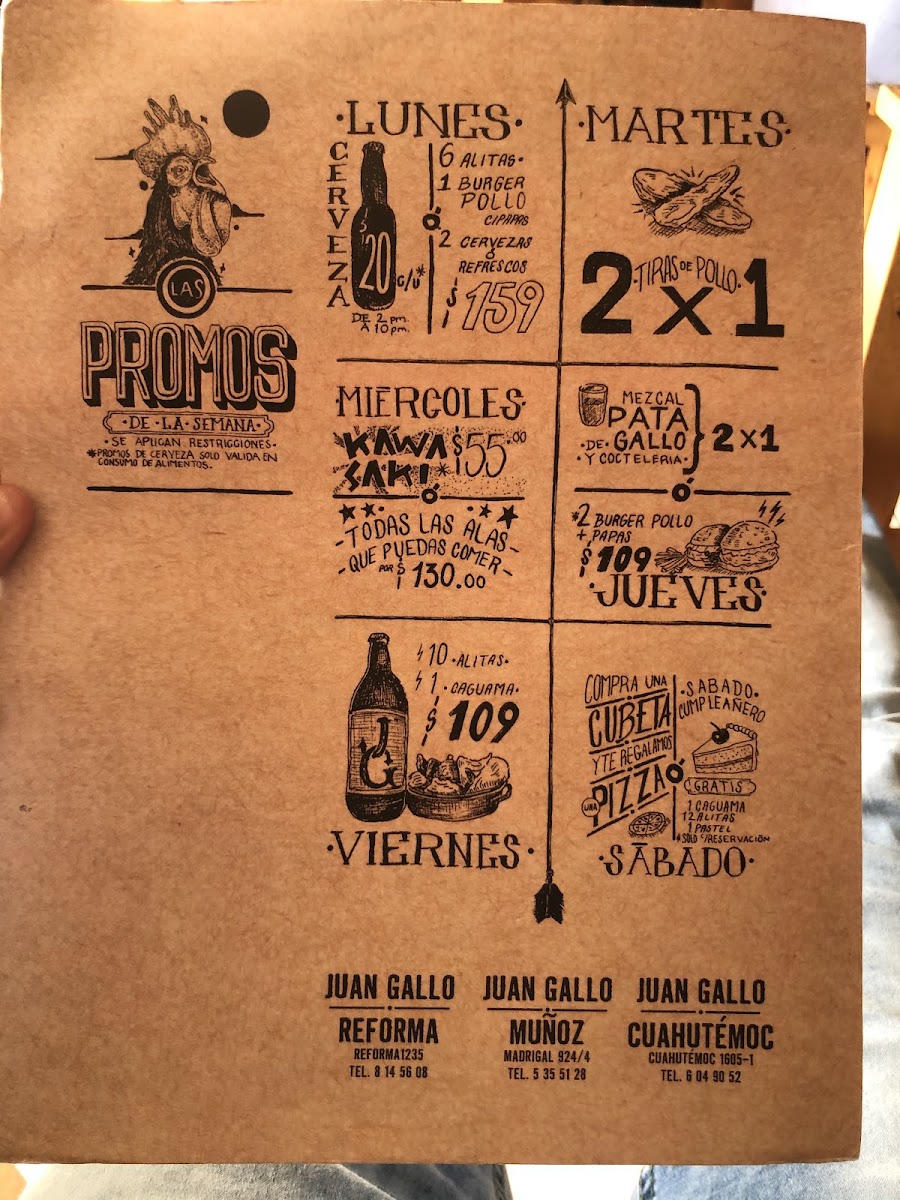 LAS
PROMOS
·DE·LA·SEMANA·
·SE APLICAN RESTRICCIONES·
*PROMOS DE CERVEZA SOLO VALIDA EN
CONSUMO DE ALIMENTOS.
·LUNES·
CERVEZA
$20 c/u*
DE 2 pm.
A 10 pm.
ó
6 ALITAS·
1 BURGER
POLLO
C/PAPAS
2 CERVEZAS
ó
REFRESCOS
$159
·MARTES·
2x1
·TIRAS DE POLLO·
MIÉRCOLES
KAWA
SAKI* $55.00
ó
-TODAS LAS ALAS-
-QUE PUEDAS COMER-
POR $130.00
MEZCAL
PATA
·DE·GALLO
·Y COCTELERIA·
2x1
ó
*2 BURGER POLLO
+ PAPAS
$109
·JUEVES·
10·ALITAS·
1·CAGUAMA·
$109
JG
·VIERNES·
COMPRA UNA
CUBETA
Y TE REGALAMOS
UNA PIZZA
ó
·SABADO·
CUMPLEAÑERO
GRATIS
1 CAGUAMA
12 ALITAS
1 PASTEL
*SOLO C/RESERVACIÓN
·SÁBADO·
JUAN GALLO
REFORMA
REFORMA1235
TEL. 8 14 56 08
JUAN GALLO
MUÑOZ
MADRIGAL 924/4
TEL. 5 35 51 28
JUAN GALLO
CUAHUTÉMOC
CUAHUTÉMOC 1605-1
TEL. 6 04 90 52